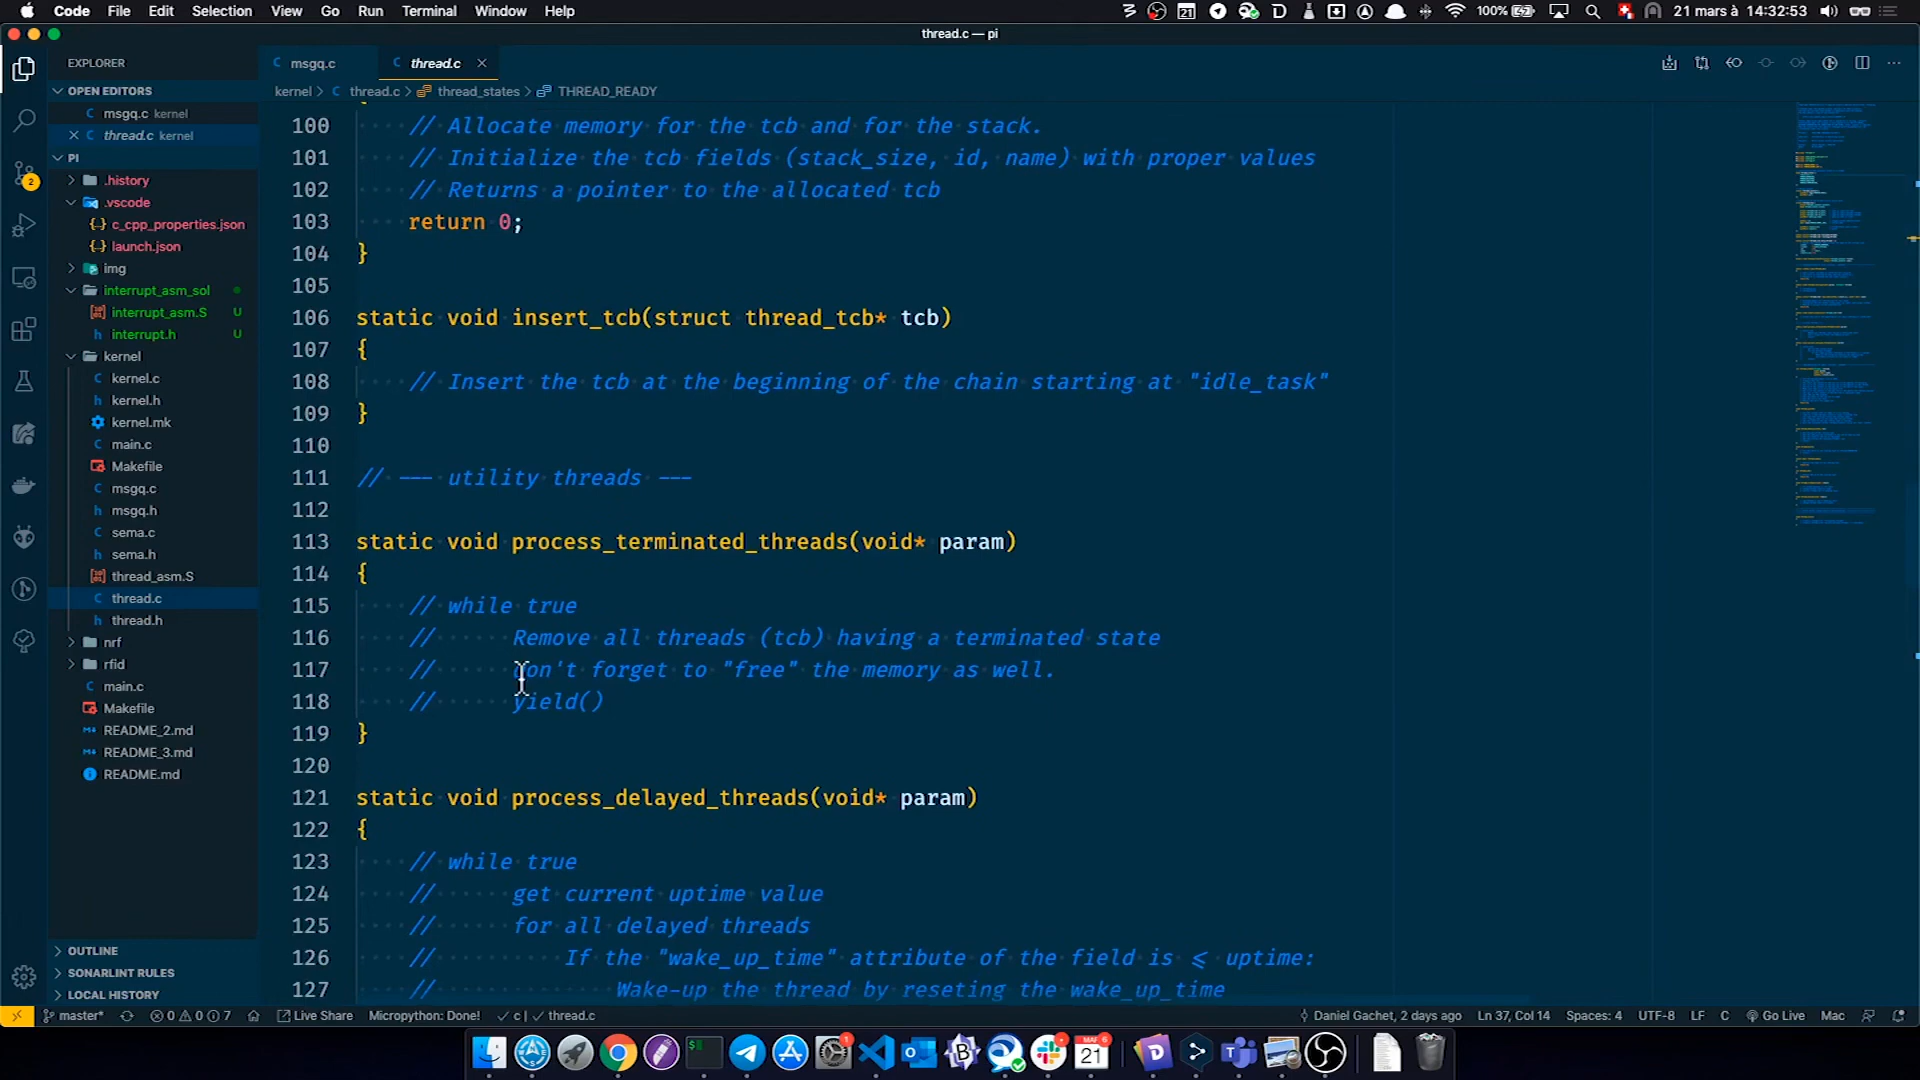 Code File Edit Selection View Go Run Terminal Window Help
100% 21 mars à 14:32:53
thread.c — pi
EXPLORER
OPEN EDITORS
msgq.c kernel
thread.c kernel
PI
.history
.vscode
c_cpp_properties.json
launch.json
img
interrupt_asm_sol
interrupt_asm.S U
interrupt.h U
kernel
kernel.c
kernel.h
kernel.mk
main.c
Makefile
msgq.c
msgq.h
sema.c
sema.h
thread_asm.S
thread.c
thread.h
nrf
rfid
main.c
Makefile
README_2.md
README_3.md
README.md
OUTLINE
SONARLINT RULES
LOCAL HISTORY
msgq.c thread.c
kernel > thread.c > thread_states > THREAD_READY
100 // Allocate memory for the tcb and for the stack.
101 // Initialize the tcb fields (stack_size, id, name) with proper values
102 // Returns a pointer to the allocated tcb
103 return 0;
104 }
105
106 static void insert_tcb(struct thread_tcb* tcb)
107 {
108 // Insert the tcb at the beginning of the chain starting at "idle_task"
109 }
110
111 // --- utility threads ---
112
113 static void process_terminated_threads(void* param)
114 {
115 // while true
116 // Remove all threads (tcb) having a terminated state
117 // don't forget to "free" the memory as well.
118 // yield()
119 }
120
121 static void process_delayed_threads(void* param)
122 {
123 // while true
124 // get current uptime value
125 // for all delayed threads
126 // If the "wake_up_time" attribute of the field is <= uptime:
127 // Wake-up the thread by reseting the wake_up_time
master* 0 0 7 Live Share Micropython: Done! ✓ c | ✓ thread.c Daniel Gachet, 2 days ago Ln 37, Col 14 Spaces: 4 UTF-8 LF C Go Live Mac